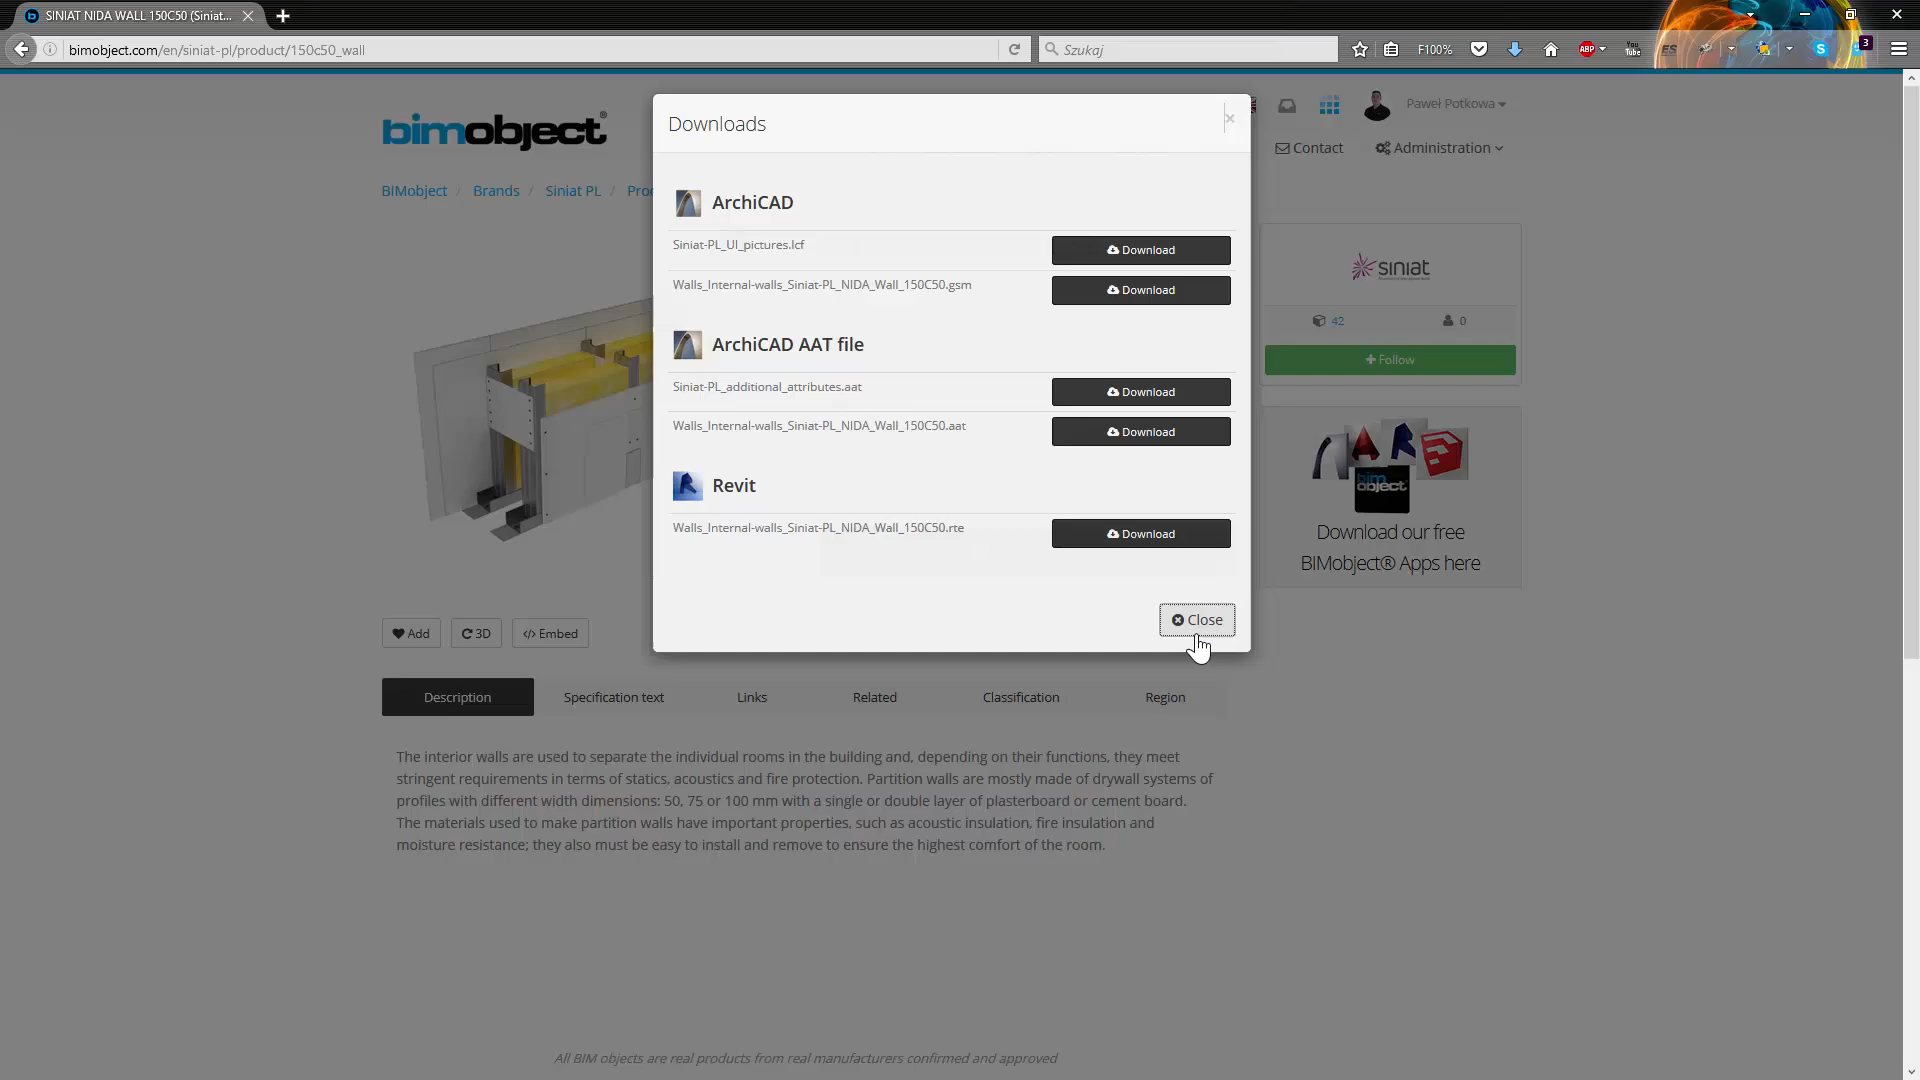 SINIAT NIDA WALL 150C50 (Siniat...
bimobject.com/en/siniat-pl/product/150c50_wall
Szukaj
F100%
ABP
You Tube
ES
3
bimobject®
Paweł Potkowa
Contact
Administration
BIMobject / Brands / Siniat PL /
Downloads
×
ArchiCAD
Siniat-PL_UI_pictures.lcf
Download
Walls_Internal-walls_Siniat-PL_NIDA_Wall_150C50.gsm
Download
ArchiCAD AAT file
Siniat-PL_additional_attributes.aat
Download
Walls_Internal-walls_Siniat-PL_NIDA_Wall_150C50.aat
Download
Revit
Walls_Internal-walls_Siniat-PL_NIDA_Wall_150C50.rte
Download
Close
siniat
42
0
Follow
bim
object
Download our free
BIMobject® Apps here
Add
3D
Embed
Description
Specification text
Links
Related
Classification
Region
The interior walls are used to separate the individual rooms in the building and, depending on their functions, they meet
stringent requirements in terms of statics, acoustics and fire protection. Partition walls are mostly made of drywall systems of
profiles with different width dimensions: 50, 75 or 100 mm with a single or double layer of plasterboard or cement board.
The materials used to make partition walls have important properties, such as acoustic insulation, fire insulation and
moisture resistance; they also must be easy to install and remove to ensure the highest comfort of the room.
All BIM objects are real products from real manufacturers confirmed and approved